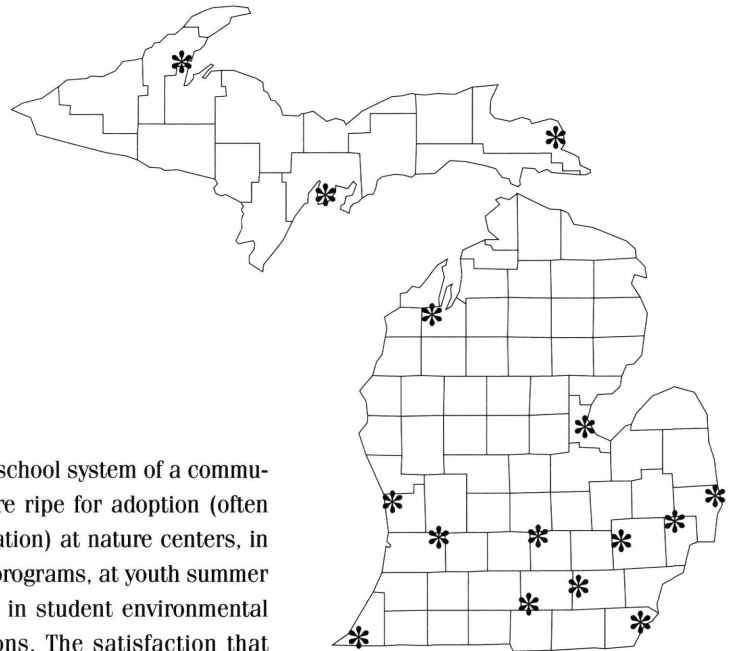 school system of a commu-
re ripe for adoption (often
ation) at nature centers, in
programs, at youth summer
in student environmental
ons. The satisfaction that